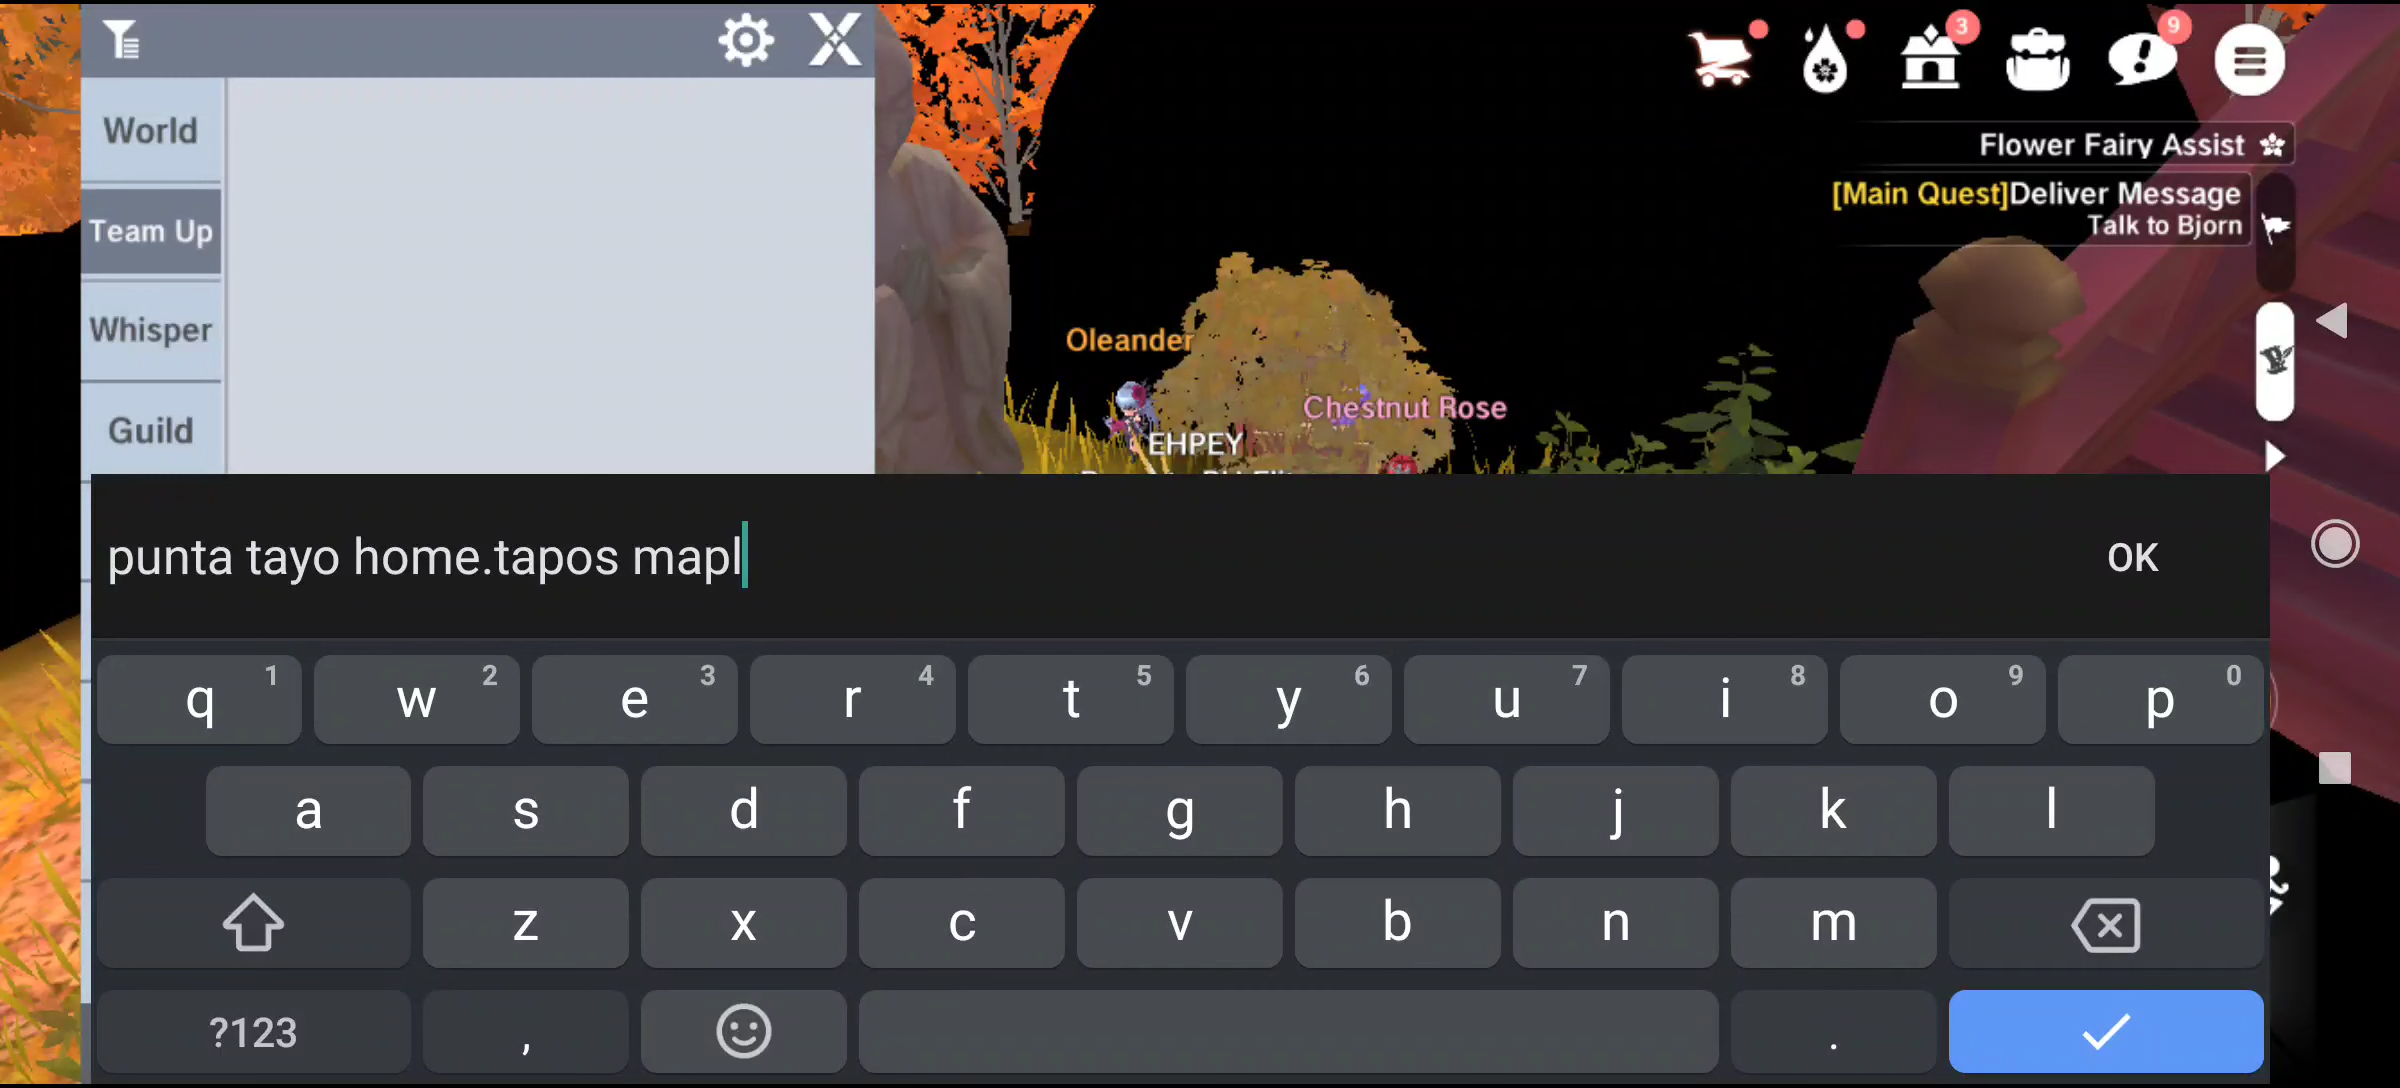 World
Team Up
Whisper
Guild
3
9
Flower Fairy Assist
[Main Quest]Deliver Message
Talk to Bjorn
Oleander
Chestnut Rose
EHPEY
punta tayo home.tapos mapl
OK
q 1 w 2 e 3 r 4 t 5 y 6 u 7 i 8 o 9 p 0
a s d f g h j k l
z x c v b n m
?123 , .